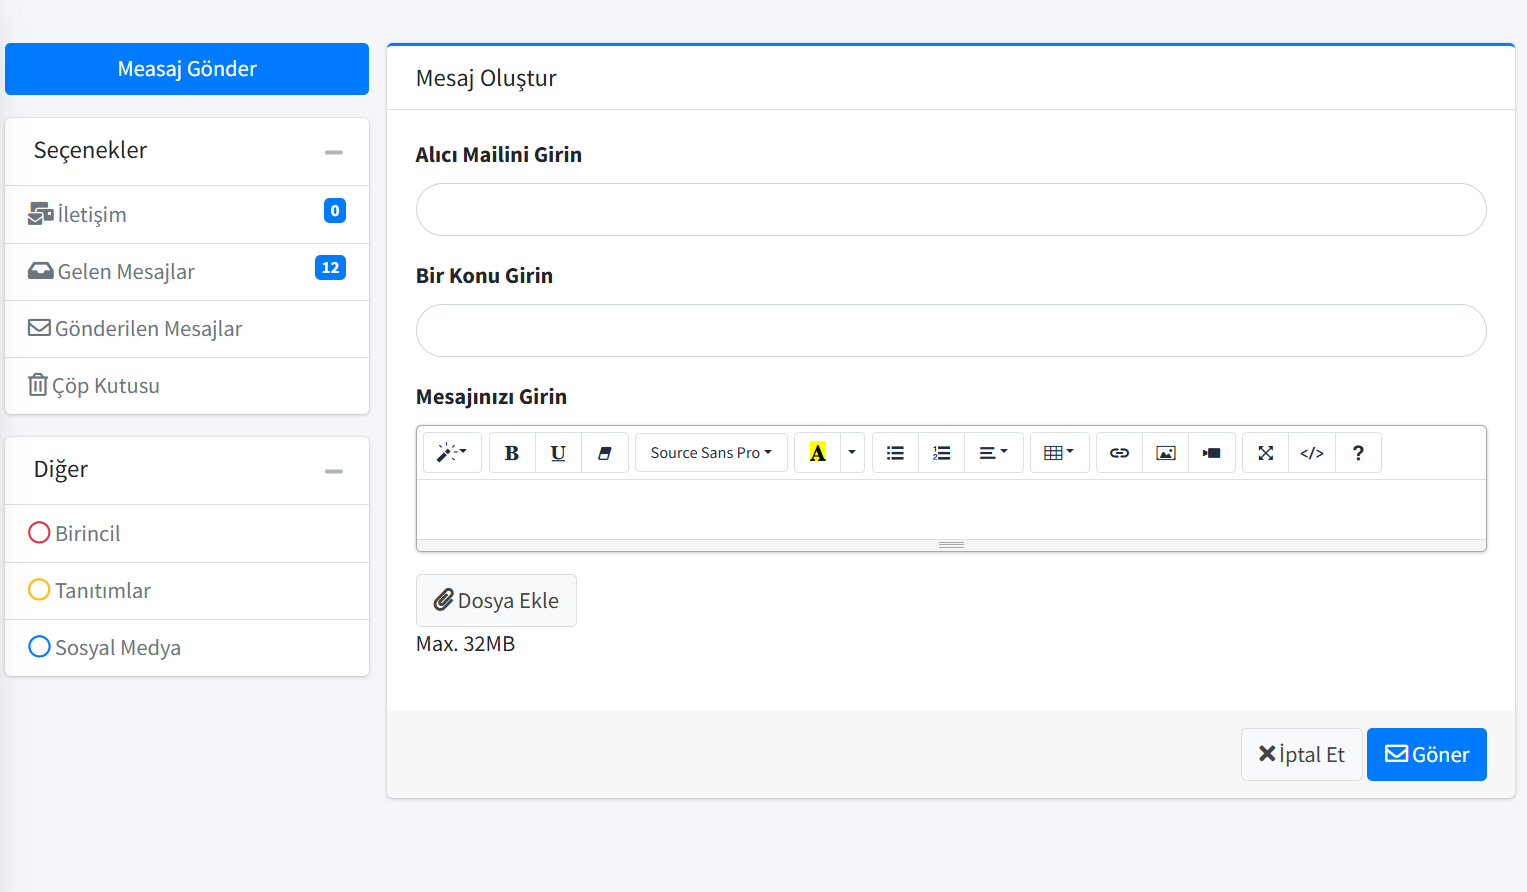 Measaj Gönder
Seçenekler
İletişim 0
Gelen Mesajlar 12
Gönderilen Mesajlar
Çöp Kutusu
Diğer
Birincil
Tanıtımlar
Sosyal Medya
Mesaj Oluştur
Alıcı Mailini Girin
Bir Konu Girin
Mesajınızı Girin
B U Source Sans Pro A </> ?
Dosya Ekle
Max. 32MB
İptal Et Göner